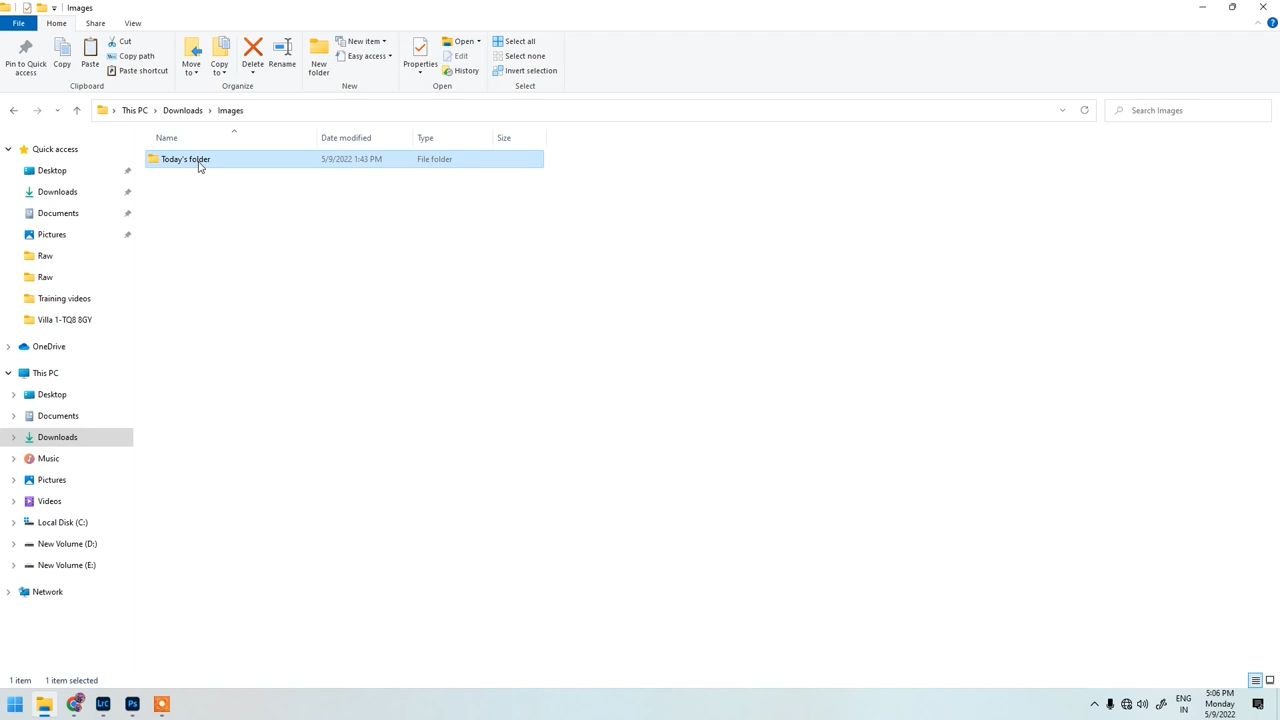 Images
File Home Share View
Pin to Quick access
Copy
Paste
Cut
Copy path
Paste shortcut
Clipboard
Move to
Copy to
Delete
Rename
Organize
New folder
New item
Easy access
New
Properties
Open
Edit
History
Open
Select all
Select none
Invert selection
Select
This PC Downloads Images
Search Images
Name Date modified Type Size
Today's folder 5/9/2022 1:43 PM File folder
Quick access
Desktop
Downloads
Documents
Pictures
Raw
Raw
Training videos
Villa 1-TQ8 8GY
OneDrive
This PC
Desktop
Documents
Downloads
Music
Pictures
Videos
Local Disk (C:)
New Volume (D:)
New Volume (E:)
Network
1 item 1 item selected
LrC Ps
ENG
IN
5:06 PM
Monday
5/9/2022